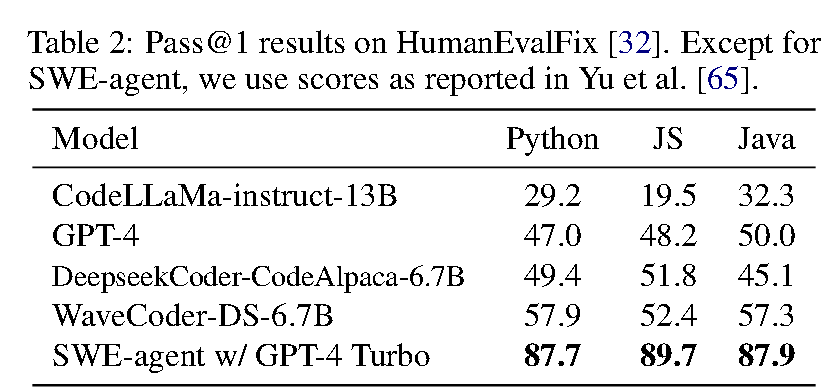 Table 2: Pass@1 results on HumanEvalFix [32]. Except for
SWE-agent, we use scores as reported in Yu et al. [65].
Model Python JS Java
CodeLLaMa-instruct-13B 29.2 19.5 32.3
GPT-4 47.0 48.2 50.0
DeepseekCoder-CodeAlpaca-6.7B 49.4 51.8 45.1
WaveCoder-DS-6.7B 57.9 52.4 57.3
SWE-agent w/ GPT-4 Turbo 87.7 89.7 87.9